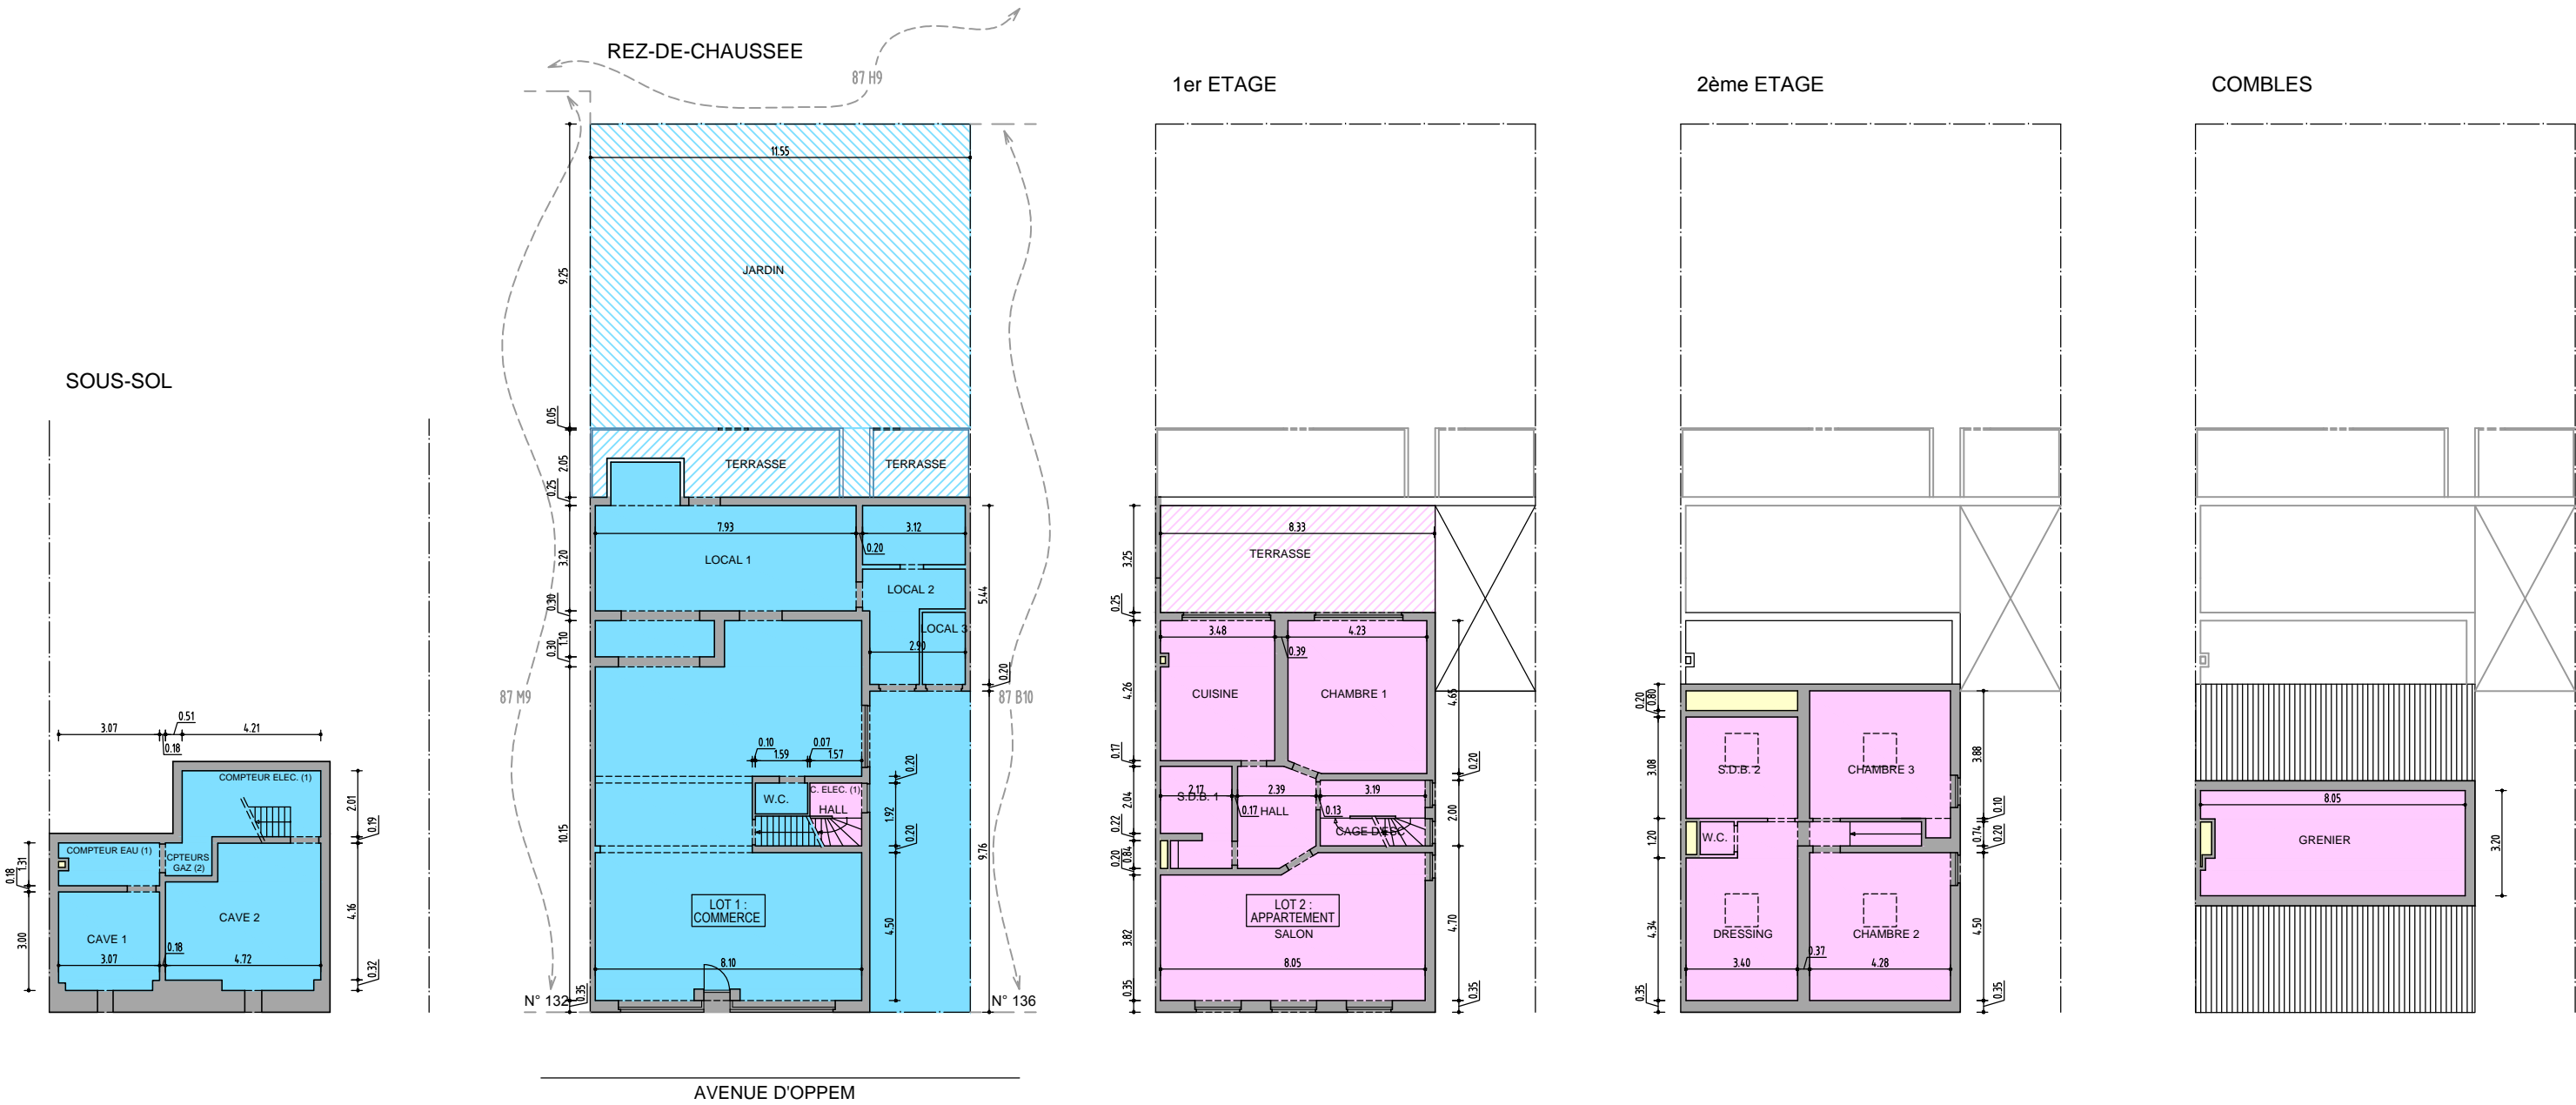 REZ-DE-CHAUSSEE
1er ETAGE
2ème ETAGE
COMBLES
SOUS-SOL
3.07
0.18
0.51
4.21
COMPTEUR ELEC. (1)
COMPTEUR EAU (1)
CPTEURS
GAZ (2)
CAVE 2
CAVE 1
0.18
3.07
4.72
0.18
1.31
3.00
2.01
0.19
4.16
0.32
87 H9
87 M9
87 B10
11.55
JARDIN
9.25
0.05
2.05
0.25
TERRASSE
TERRASSE
7.93
3.12
0.20
LOCAL 1
LOCAL 2
LOCAL 3
2.90
3.20
0.30
1.10
0.30
10.15
0.35
5.44
0.20
9.76
0.10
1.59
0.07
1.57
W.C.
C. ELEC. (1)
HALL
0.20
1.92
0.20
4.50
LOT 1 :
COMMERCE
8.10
N° 132
N° 136
AVENUE D'OPPEM
8.33
TERRASSE
3.25
0.25
3.48
4.23
0.39
CUISINE
CHAMBRE 1
4.26
0.17
4.65
0.20
2.17
2.39
3.19
S.D.B. 1
0.17
HALL
0.13
CAGE D'ESC
2.04
0.22
0.84
0.20
2.00
LOT 2 :
APPARTEMENT
SALON
8.05
3.82
0.35
4.70
0.35
0.20
0.80
3.08
1.20
4.34
0.35
S.D.B. 2
CHAMBRE 3
3.88
0.10
0.74
0.20
W.C.
DRESSING
CHAMBRE 2
0.37
3.40
4.28
4.50
0.35
8.05
GRENIER
3.20